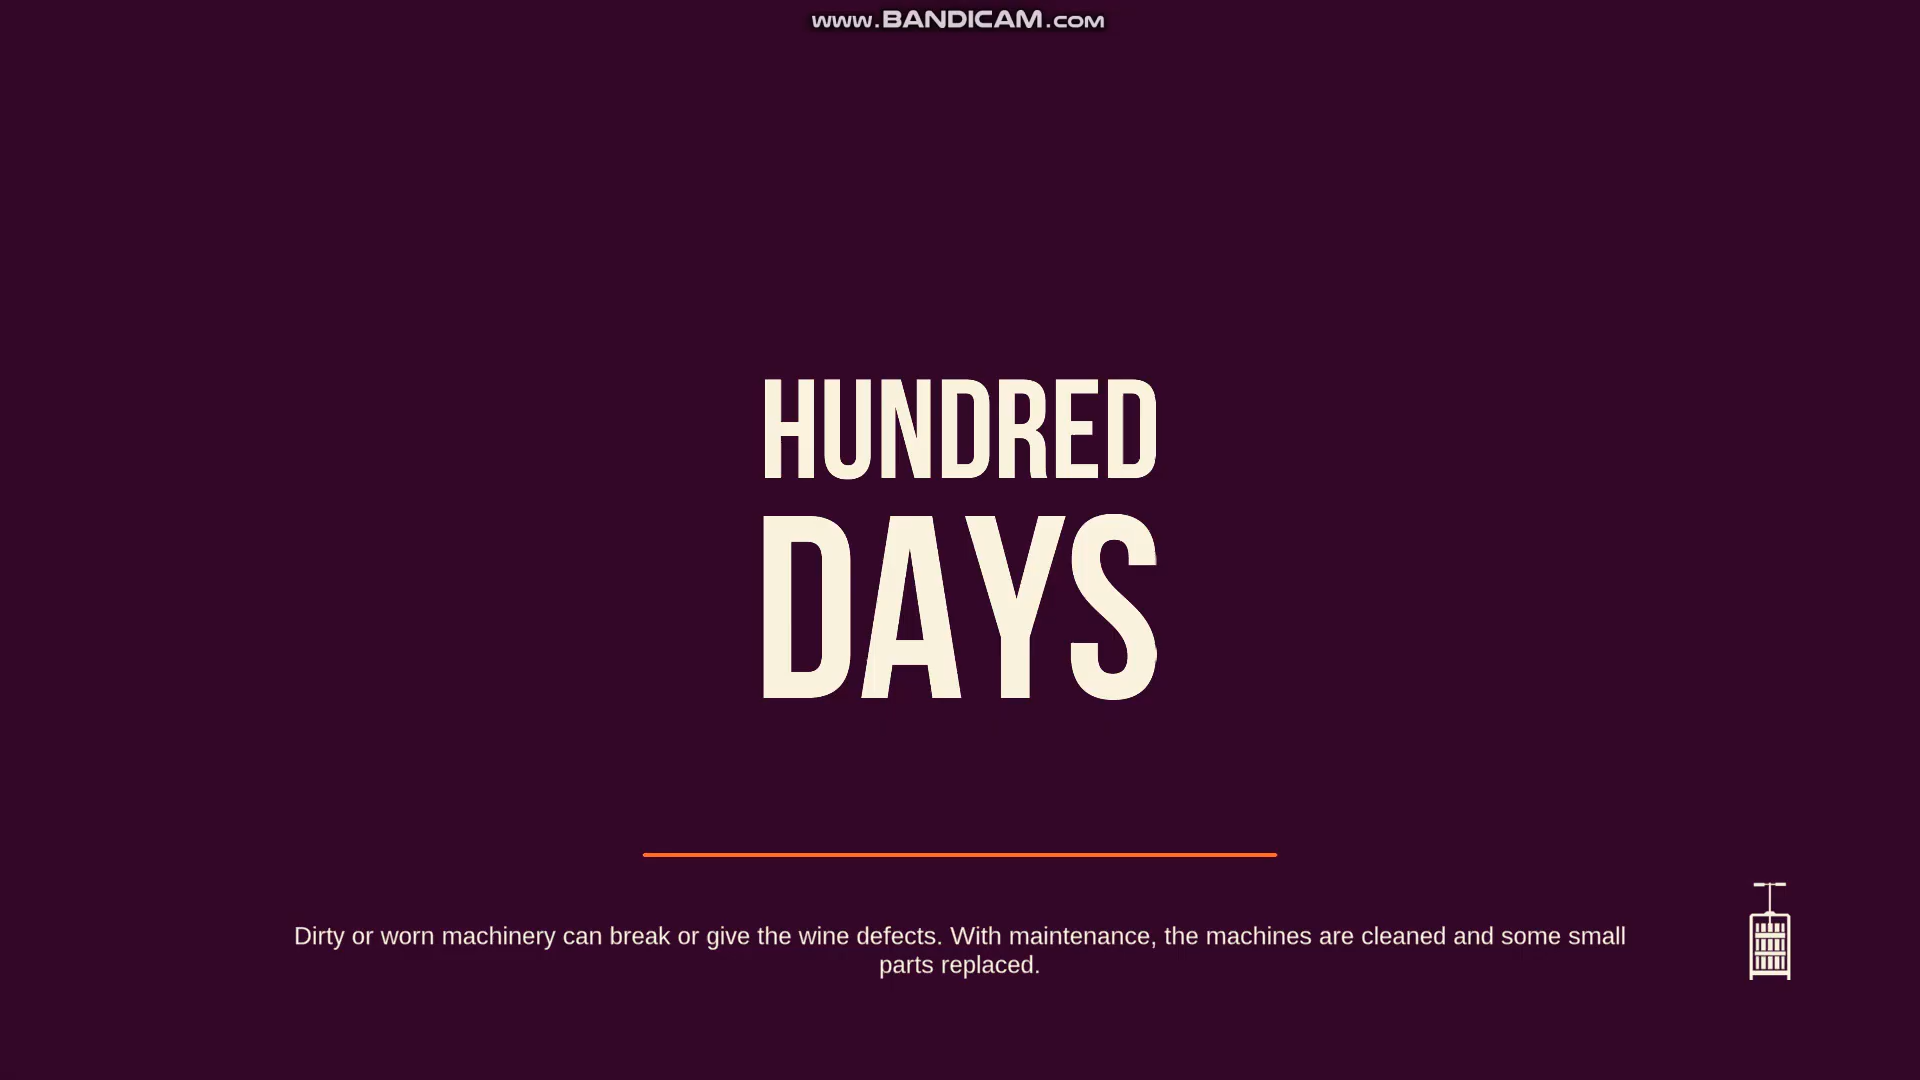 www.BANDICAM.com
HUNDRED
DAYS
Dirty or worn machinery can break or give the wine defects. With maintenance, the machines are cleaned and some small
parts replaced.